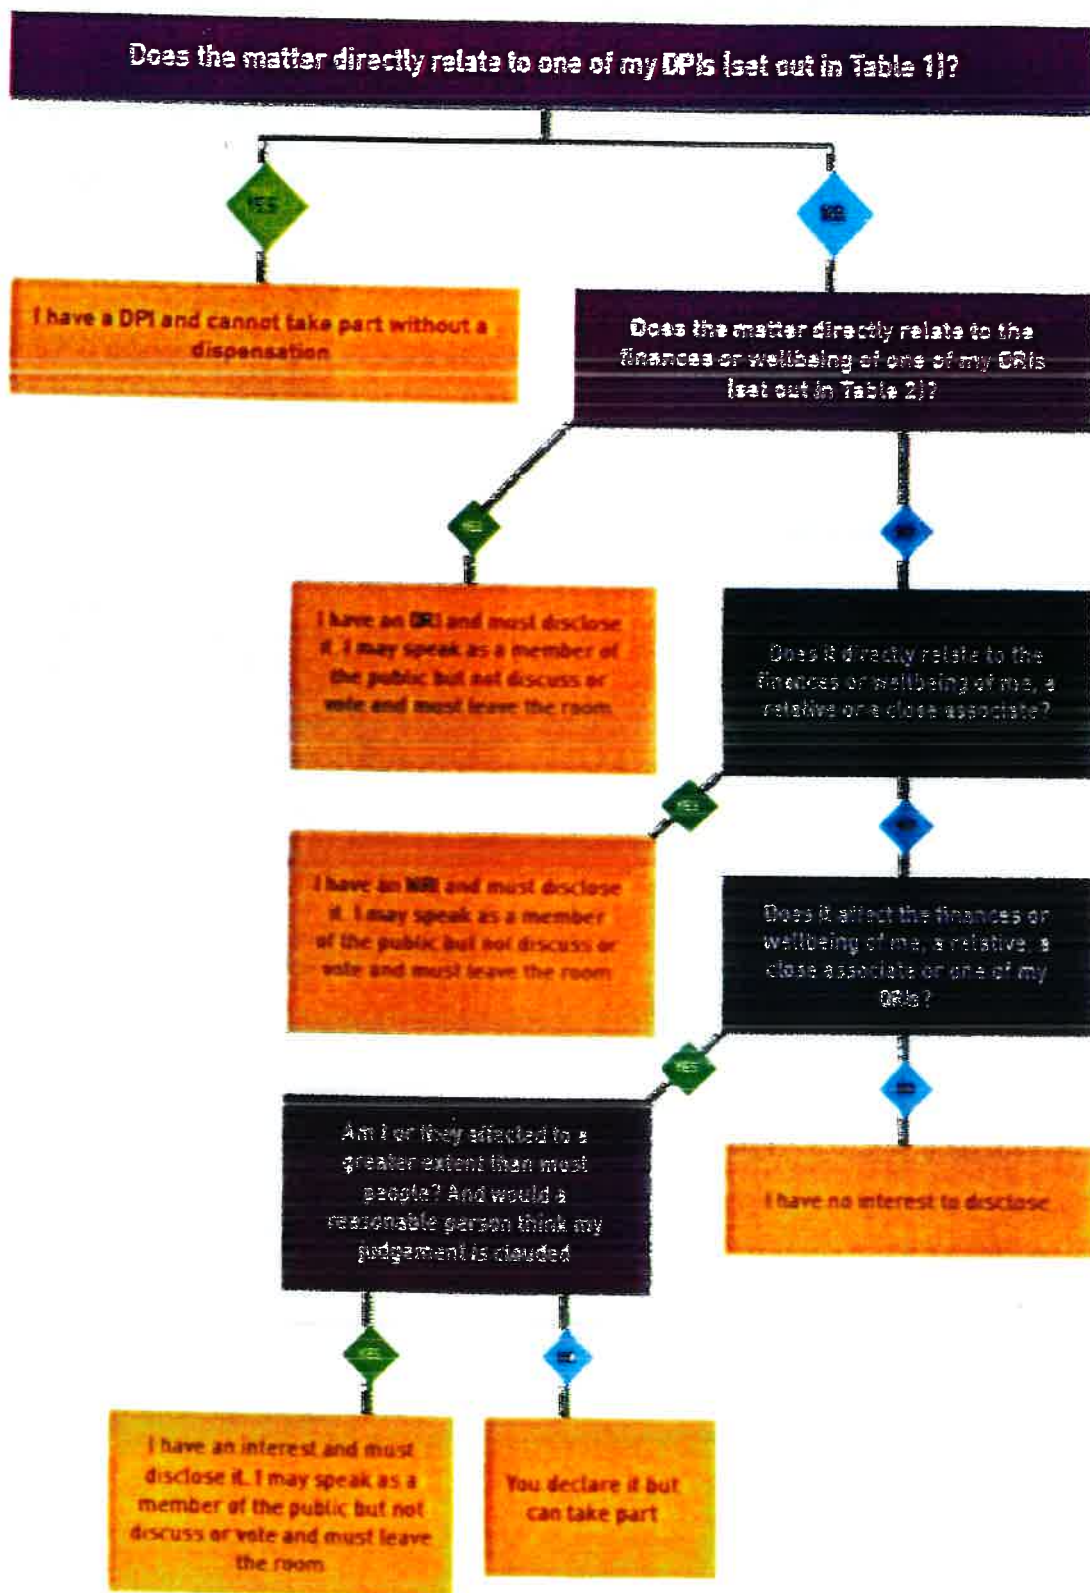 Does the matter directly relate to one of my DPIs (set out in Table 1)?
YES
NO
I have a DPI and cannot take part without a
dispensation
Does the matter directly relate to the
finances or wellbeing of one of my ORIs
(set out in Table 2)?
YES
NO
I have an ORI and must disclose
it. I may speak as a member of
the public but not discuss or
vote and must leave the room
Does it directly relate to the
finances or wellbeing of me, a
relative or a close associate?
YES
NO
I have an NRI and must disclose
it. I may speak as a member
of the public but not discuss or
vote and must leave the room
Does it affect the finances or
wellbeing of me, a relative, a
close associate or one of my
ORIs?
YES
NO
Am I or they affected to a
greater extent than most
people? And would a
reasonable person think my
judgement is clouded
I have no interest to disclose
YES
NO
I have an interest and must
disclose it. I may speak as a
member of the public but not
discuss or vote and must leave
the room
You declare it but
can take part